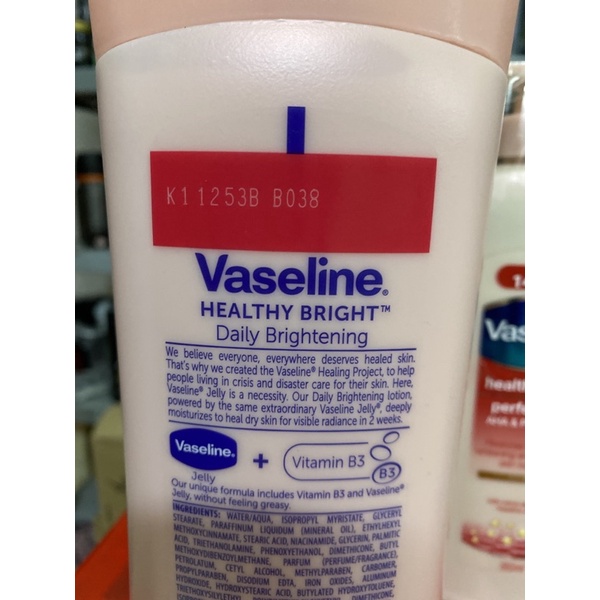 K11253B B038
Vaseline®
HEALTHY BRIGHT™
Daily Brightening
We believe everyone, everywhere deserves healed skin.
That's why we created the Vaseline® Healing Project, to help
people living in crisis and disaster care for their skin. Here,
Vaseline® Jelly is a necessity. Our Daily Brightening lotion,
powered by the same extraordinary Vaseline Jelly®, deeply
moisturizes to heal dry skin for visible radiance in 2 weeks.
Vaseline®
Jelly
+
Vitamin B3
B3
Our unique formula includes Vitamin B3 and Vaseline®
Jelly, without feeling greasy.
INGREDIENTS: WATER/AQUA, ISOPROPYL MYRISTATE, GLYCERYL
STEARATE, PARAFFINUM LIQUIDUM (MINERAL OIL), ETHYLHEXYL
METHOXYCINNAMATE, STEARIC ACID, NIACINAMIDE, GLYCERIN, PALMITIC
ACID, TRIETHANOLAMINE, PHENOXYETHANOL, DIMETHICONE, BUTYL
METHOXYDIBENZOYLMETHANE, PARFUM (PERFUME/FRAGRANCE),
PETROLATUM, CETYL ALCOHOL, METHYLPARABEN, CARBOMER,
PROPYLPARABEN, DISODIUM EDTA, IRON OXIDES, ALUMINUM
HYDROXIDE, HYDROXYSTEARIC ACID, BUTYLATED HYDROXYTOLUENE,
Vas
health
perfe
AHA &